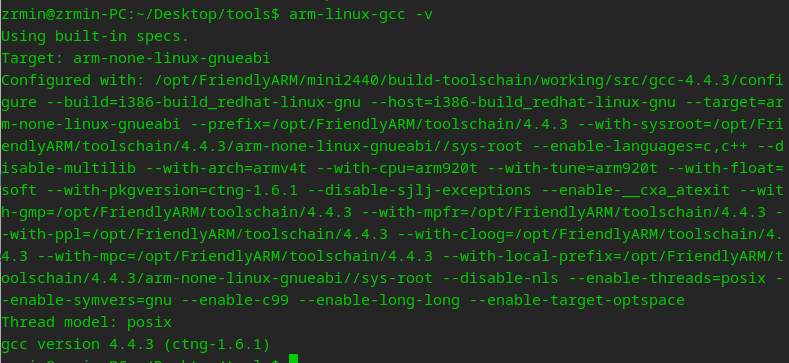 zrmin@zrmin-PC:~/Desktop/tools$ arm-linux-gcc -v
Using built-in specs.
Target: arm-none-linux-gnueabi
Configured with: /opt/FriendlyARM/mini2440/build-toolschain/working/src/gcc-4.4.3/confi
gure --build=i386-build_redhat-linux-gnu --host=i386-build_redhat-linux-gnu --target=ar
m-none-linux-gnueabi --prefix=/opt/FriendlyARM/toolschain/4.4.3 --with-sysroot=/opt/Fri
endlyARM/toolschain/4.4.3/arm-none-linux-gnueabi//sys-root --enable-languages=c,c++ --d
isable-multilib --with-arch=armv4t --with-cpu=arm920t --with-tune=arm920t --with-float=
soft --with-pkgversion=ctng-1.6.1 --disable-sjlj-exceptions --enable-__cxa_atexit --wit
h-gmp=/opt/FriendlyARM/toolschain/4.4.3 --with-mpfr=/opt/FriendlyARM/toolschain/4.4.3 -
-with-ppl=/opt/FriendlyARM/toolschain/4.4.3 --with-cloog=/opt/FriendlyARM/toolschain/4.
4.3 --with-mpc=/opt/FriendlyARM/toolschain/4.4.3 --with-local-prefix=/opt/FriendlyARM/t
oolschain/4.4.3/arm-none-linux-gnueabi//sys-root --disable-nls --enable-threads=posix -
-enable-symvers=gnu --enable-c99 --enable-long-long --enable-target-optspace
Thread model: posix
gcc version 4.4.3 (ctng-1.6.1)